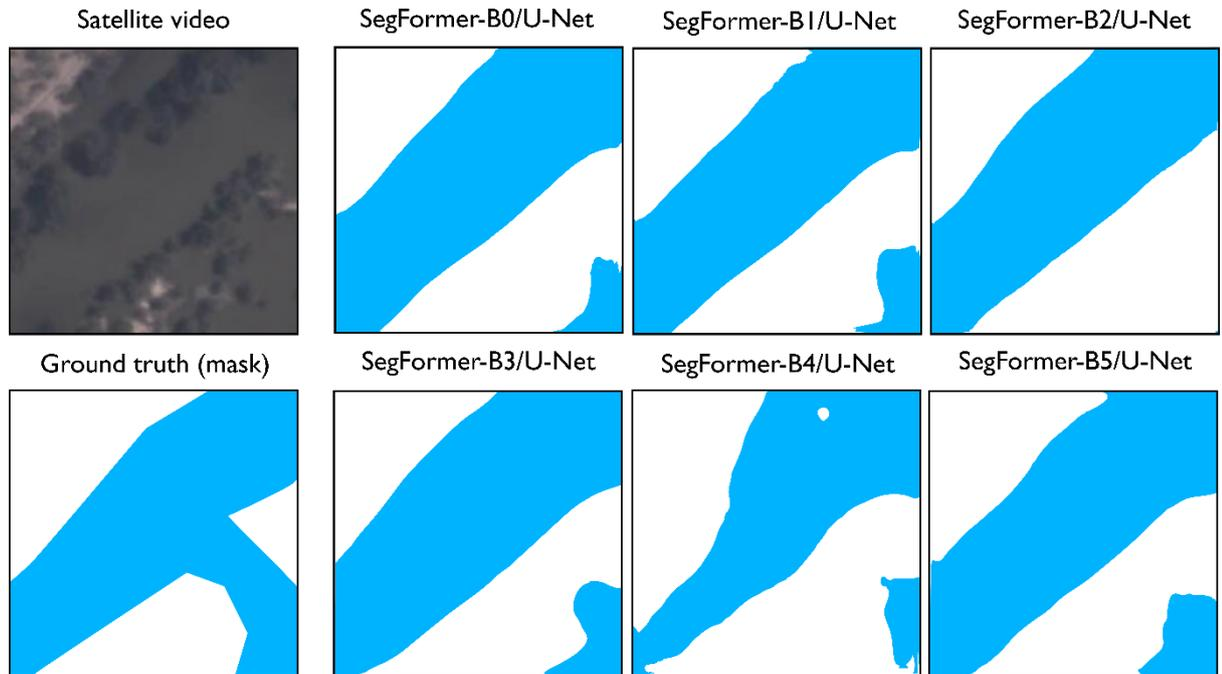 Satellite video
SegFormer-B0/U-Net
SegFormer-B1/U-Net
SegFormer-B2/U-Net
Ground truth (mask)
SegFormer-B3/U-Net
SegFormer-B4/U-Net
SegFormer-B5/U-Net